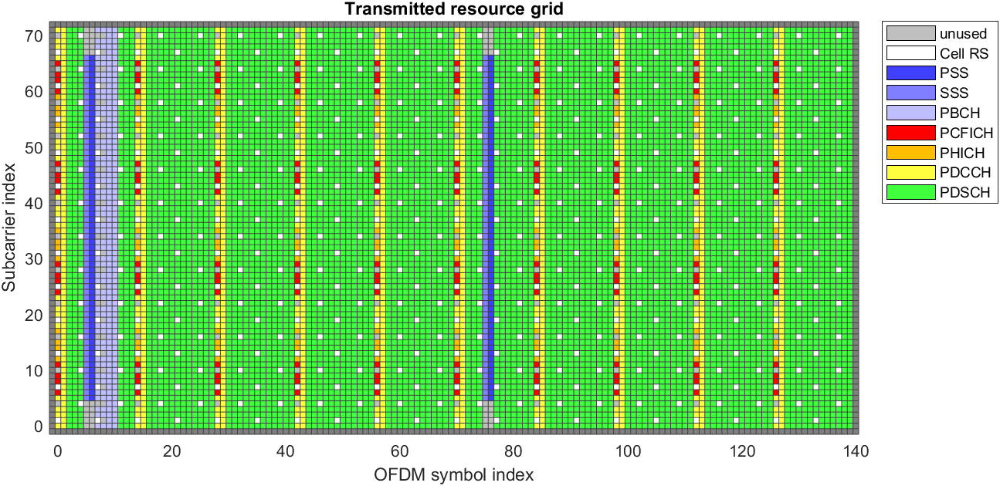 Transmitted resource grid
70
60
50
40
30
20
10
0
Subcarrier index
0 20 40 60 80 100 120 140
OFDM symbol index
unused
Cell RS
PSS
SSS
PBCH
PCFICH
PHICH
PDCCH
PDSCH